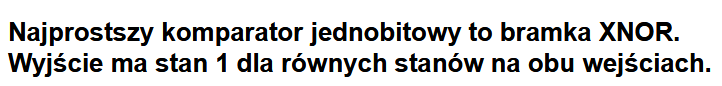 Najprostszy komparator jednobitowy to bramka XNOR.
Wyjście ma stan 1 dla równych stanów na obu wejściach.